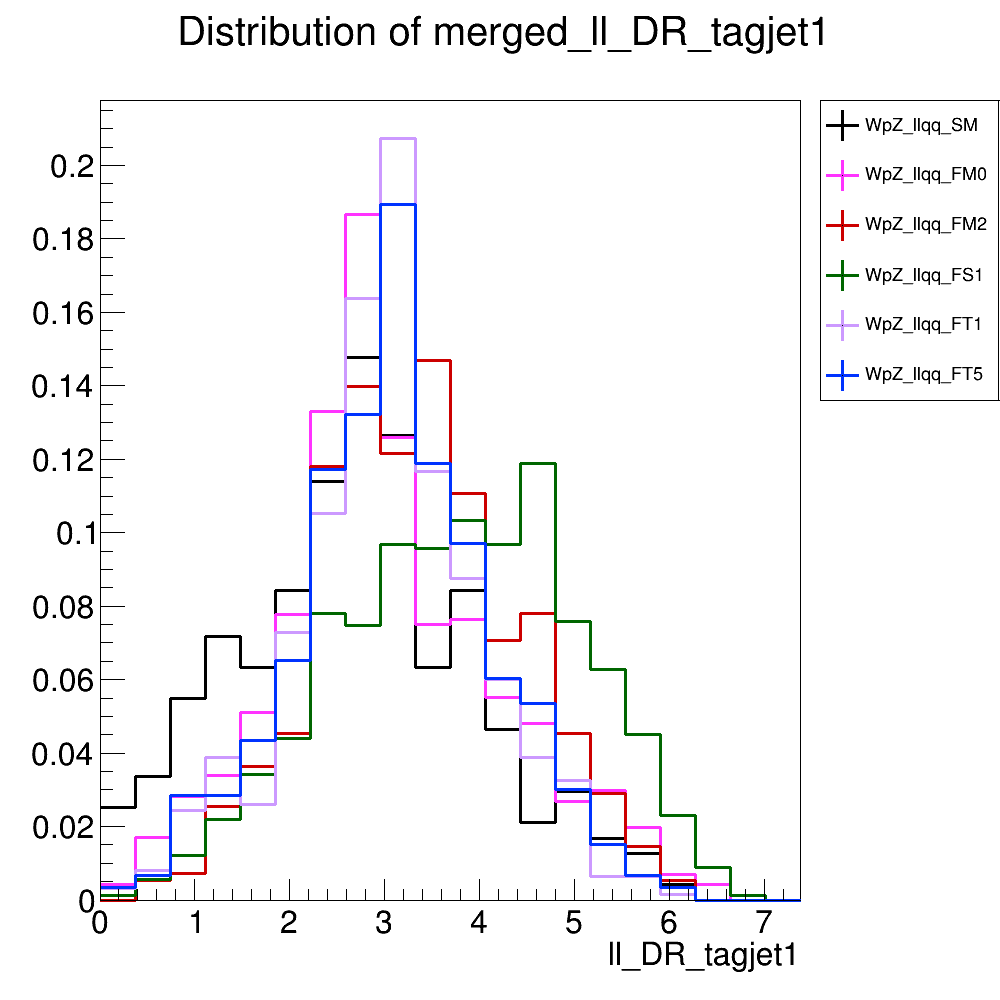 Distribution of merged_ll_DR_tagjet1
WpZ_llqq_SM
WpZ_llqq_FM0
WpZ_llqq_FM2
WpZ_llqq_FS1
WpZ_llqq_FT1
WpZ_llqq_FT5
0.2
0.18
0.16
0.14
0.12
0.1
0.08
0.06
0.04
0.02
0
0 1 2 3 4 5 6 7
ll_DR_tagjet1